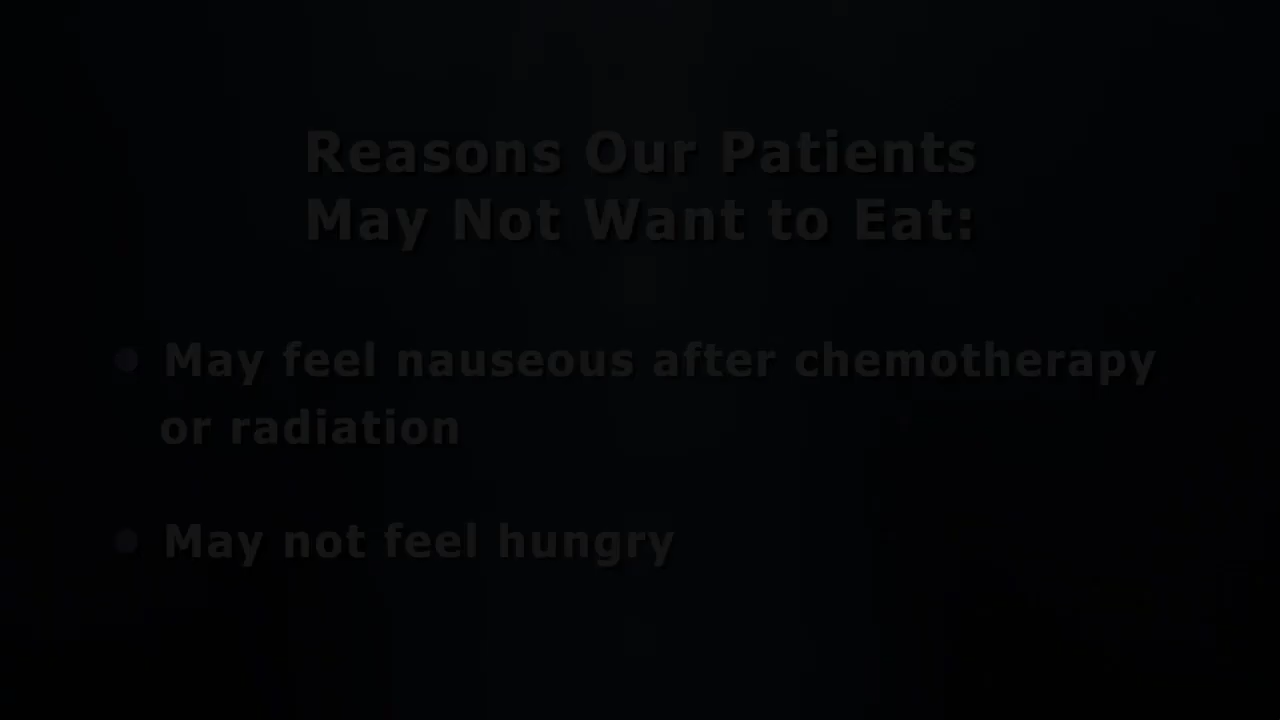 Reasons Our Patients
May Not Want to Eat:
May feel nauseous after chemotherapy
or radiation
May not feel hungry